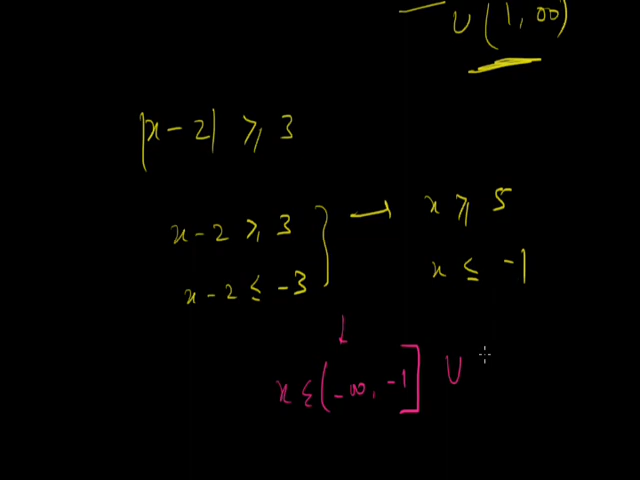 ∪ (1, ∞)
|x - 2| ⩾ 3
x - 2 ⩾ 3 } → x ⩾ 5
x - 2 ≤ -3 x ≤ -1
↓
x ∈ (-∞, -1] ∪